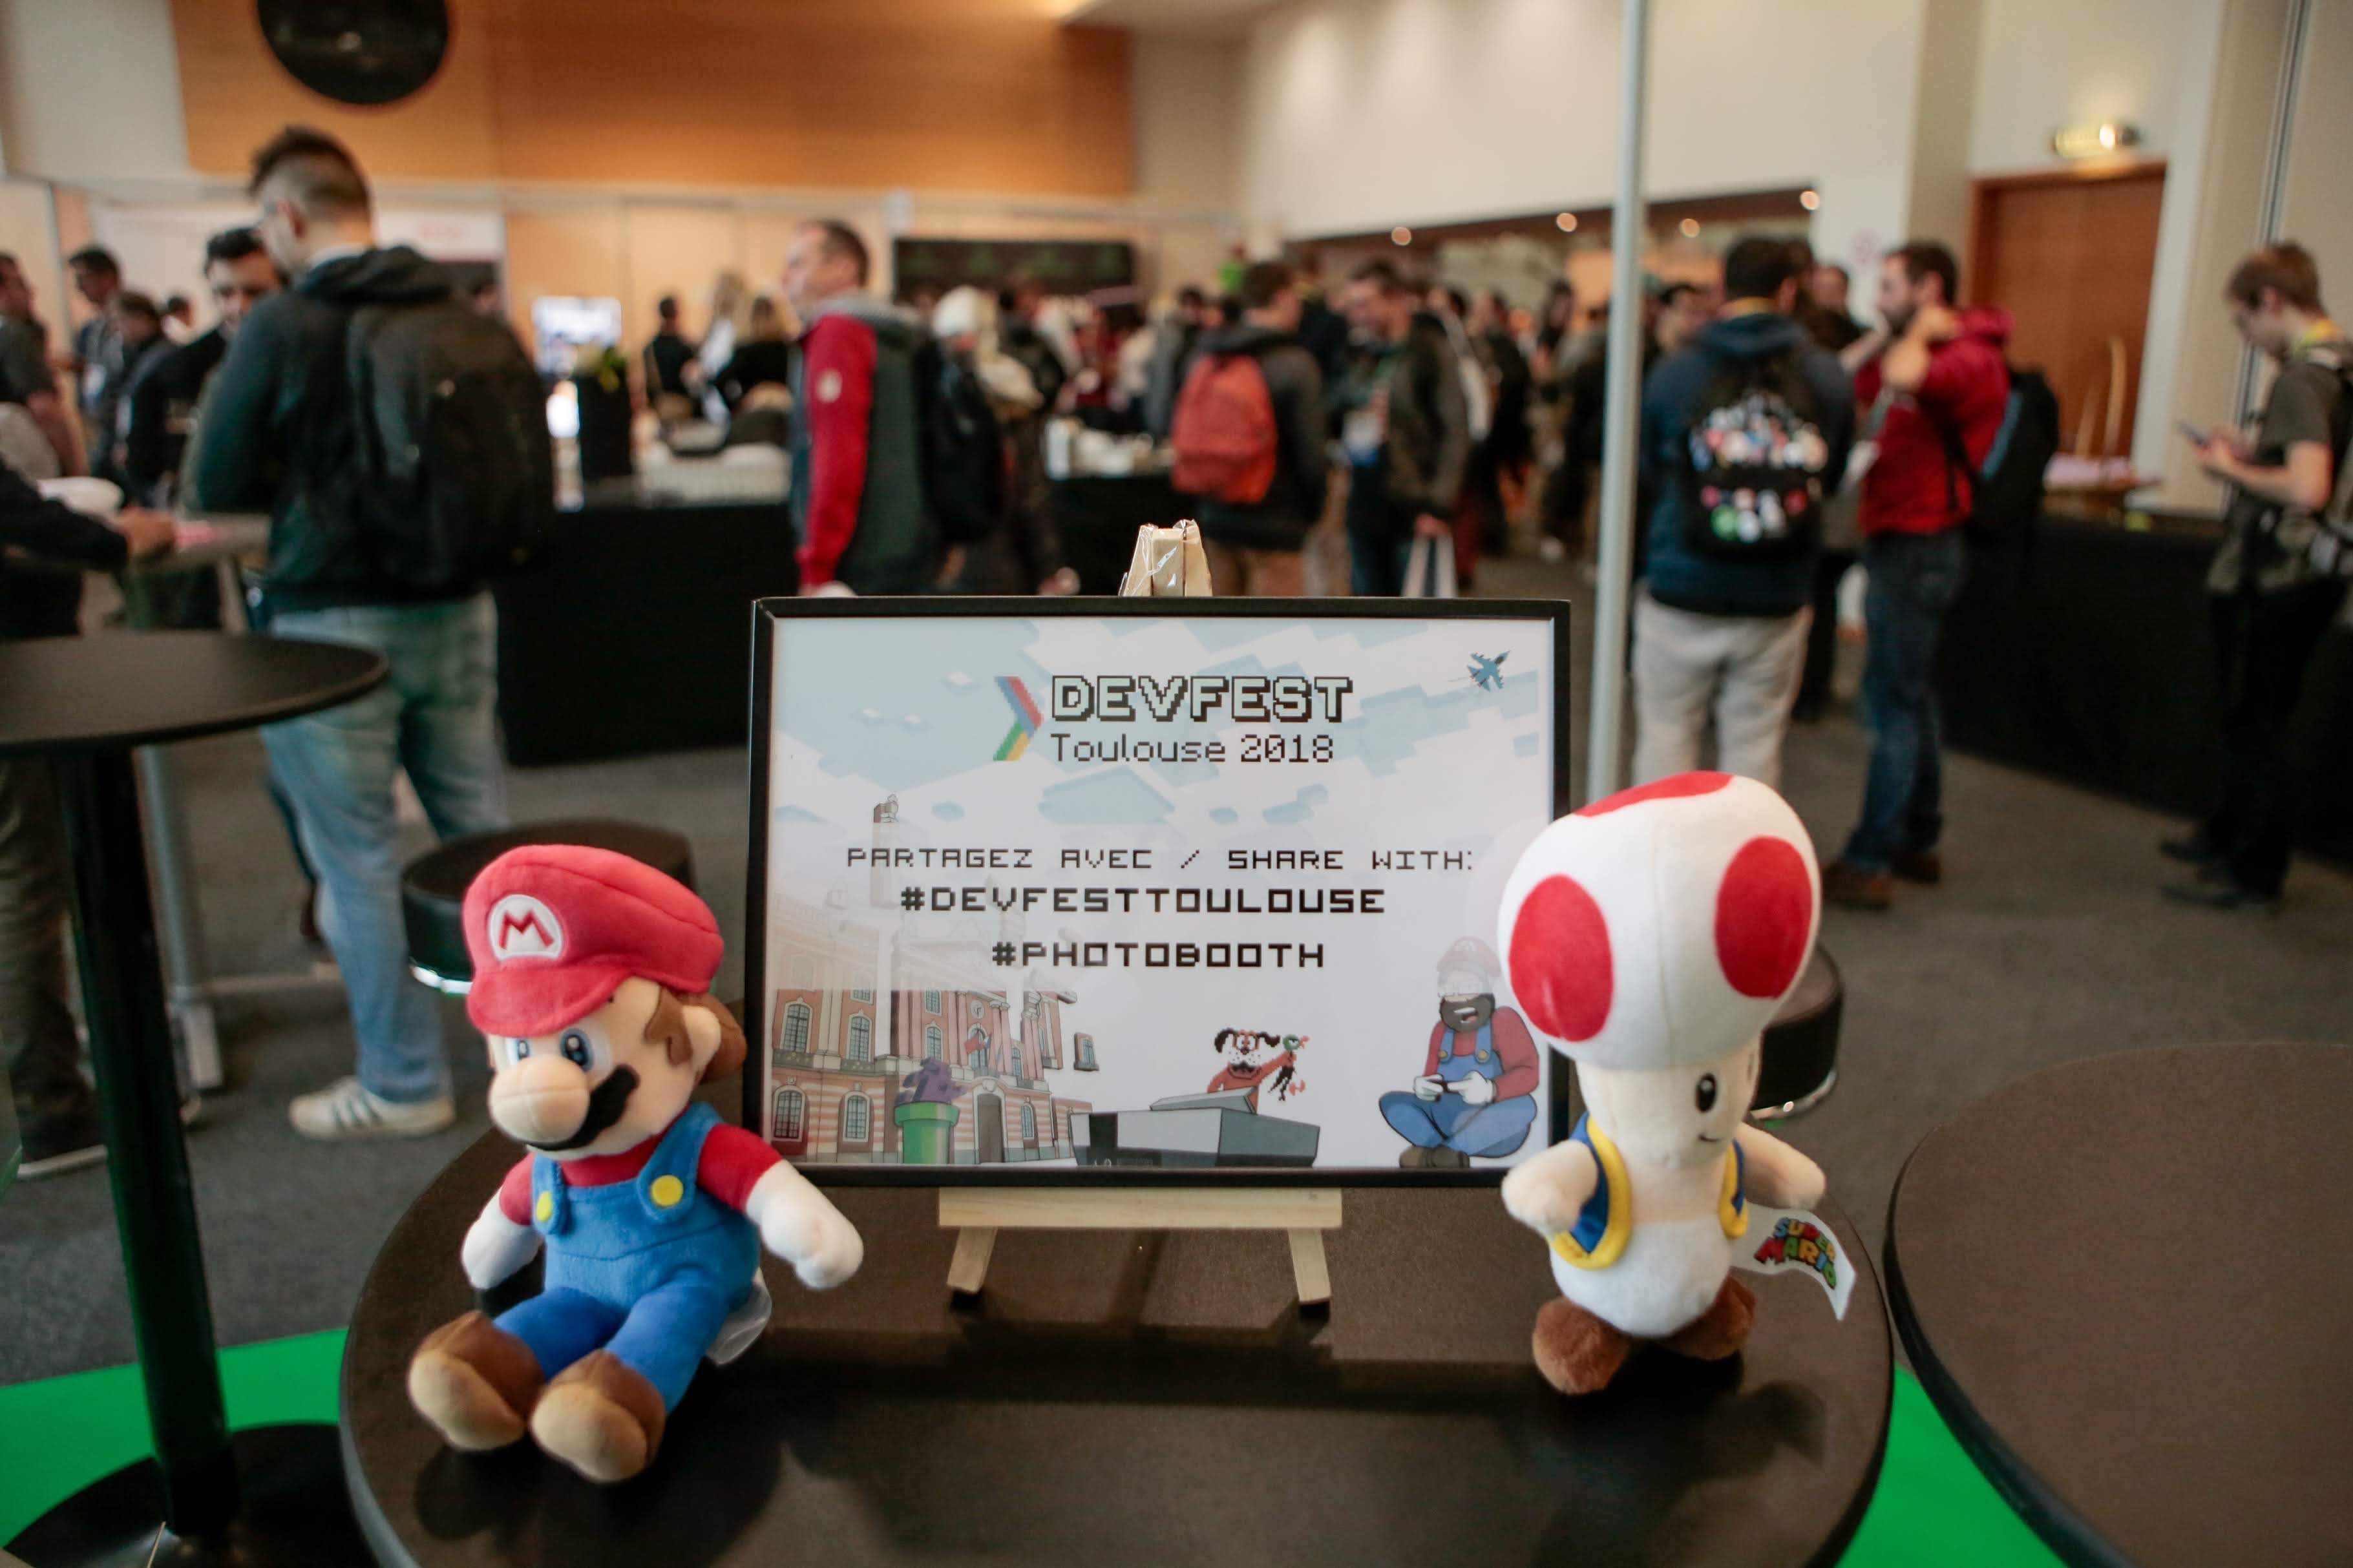 DEVFEST
Toulouse 2018
PARTAGEZ AVEC / SHARE WITH:
#DEVFESTTOULOUSE
#PHOTOBOOTH
M
SUPER
MARIO